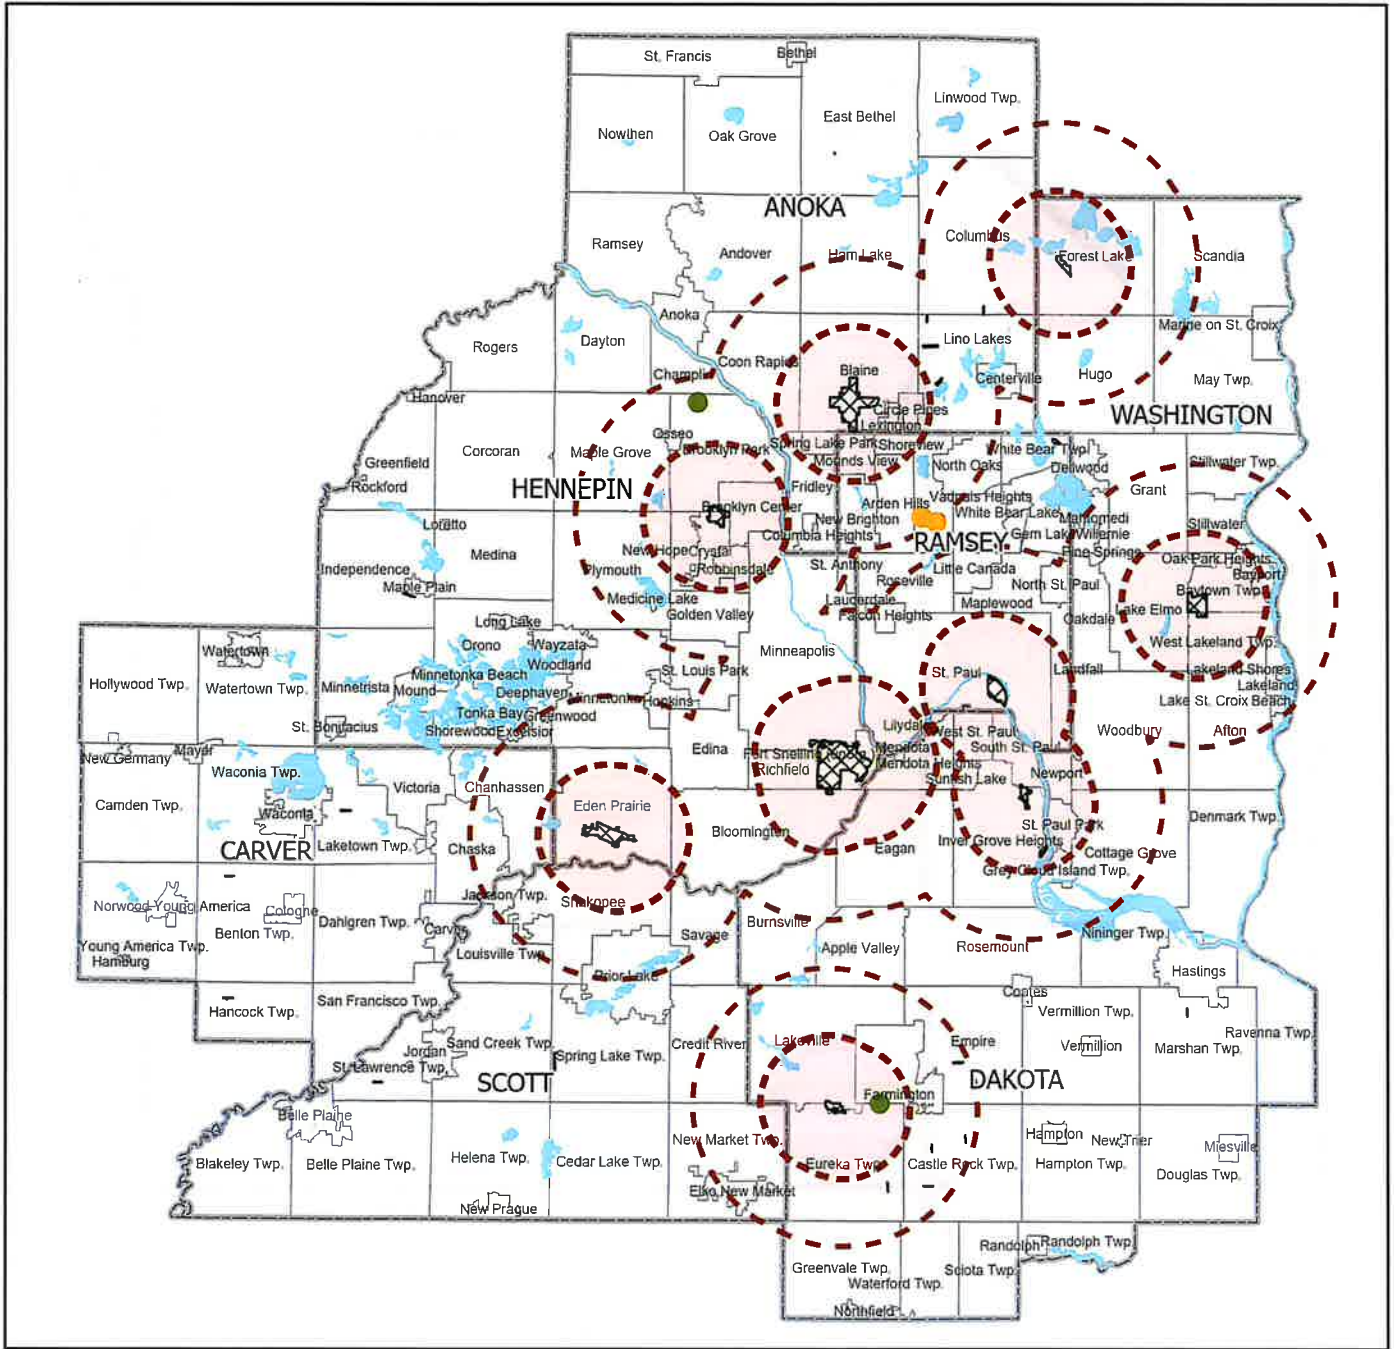 St. Francis
Bethel
Linwood Twp.
East Bethel
Nowthen
Oak Grove
ANOKA
Columbus
Ramsey
Andover
Ham Lake
Forest Lake
Scandia
Anoka
Marine on St. Croix
Rogers
Dayton
Lino Lakes
Coon Rapids
Blaine
Champlin
Centerville
Hugo
May Twp.
Hanover
Circle Pines
WASHINGTON
Lexington
Osseo
Spring Lake Park
Shoreview
Corcoran
Maple Grove
Brooklyn Park
White Bear Twp.
Greenfield
Mounds View
North Oaks
Dellwood
Stillwater Twp.
HENNEPIN
Rockford
Fridley
Vadnais Heights
Grant
Arden Hills
Brooklyn Center
White Bear Lake
Mahtomedi
Loretto
New Brighton
Stillwater
Columbia Heights
RAMSEY
Gem Lake
Willernie
Medina
New Hope
Crystal
Pine Springs
Oak Park Heights
Independence
Plymouth
Robbinsdale
St. Anthony
Little Canada
Bayport
Maple Plain
Roseville
North St. Paul
Baytown Twp.
Medicine Lake
Lauderdale
Maplewood
Lake Elmo
Golden Valley
Falcon Heights
Oakdale
Long Lake
Orono
Wayzata
Minneapolis
West Lakeland Twp.
Watertown
Woodland
St. Louis Park
St. Paul
Landfall
Lakeland Shores
Hollywood Twp.
Watertown Twp.
Minnetrista
Mound
Minnetonka Beach
Deephaven
Minnetonka
Hopkins
Lakeland
Lake St. Croix Beach
Tonka Bay
Greenwood
St. Bonifacius
Shorewood
Excelsior
Lilydale
West St. Paul
Woodbury
Afton
New Germany
Mayer
Edina
Fort Snelling
Mendota
South St. Paul
Waconia Twp.
Richfield
Mendota Heights
Sunfish Lake
Newport
Camden Twp.
Victoria
Chanhassen
Eden Prairie
Waconia
St. Paul Park
Denmark Twp.
CARVER
Laketown Twp.
Chaska
Bloomington
Eagan
Inver Grove Heights
Cottage Grove
Grey Cloud Island Twp.
Jackson Twp.
Shakopee
Norwood Young America
Cologne
Dahlgren Twp.
Carver
Benton Twp.
Savage
Burnsville
Nininger Twp.
Young America Twp.
Hamburg
Louisville Twp.
Apple Valley
Rosemount
Prior Lake
Hastings
San Francisco Twp.
Coates
Hancock Twp.
Vermillion Twp.
Ravenna Twp.
Jordan
Sand Creek Twp.
Spring Lake Twp.
Credit River
Lakeville
Empire
Vermillion
Marshan Twp.
St. Lawrence Twp.
SCOTT
DAKOTA
Farmington
Belle Plaine
Hampton
New Trier
Miesville
Blakeley Twp.
Belle Plaine Twp.
Helena Twp.
Cedar Lake Twp.
New Market Twp.
Eureka Twp.
Castle Rock Twp.
Hampton Twp.
Douglas Twp.
Elko New Market
New Prague
Randolph
Randolph Twp.
Greenvale Twp.
Waterford Twp.
Sciota Twp.
Northfield